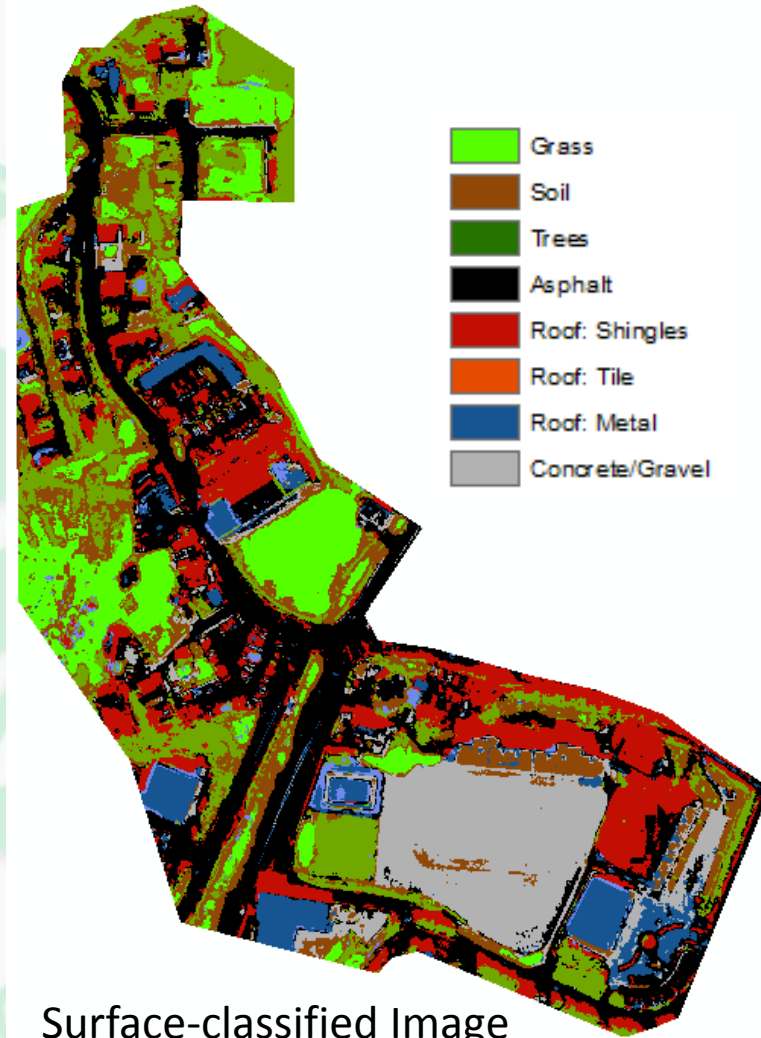 Grass
Soil
Trees
Asphalt
Roof: Shingles
Roof: Tile
Roof: Metal
Concrete/Gravel
Surface-classified Image